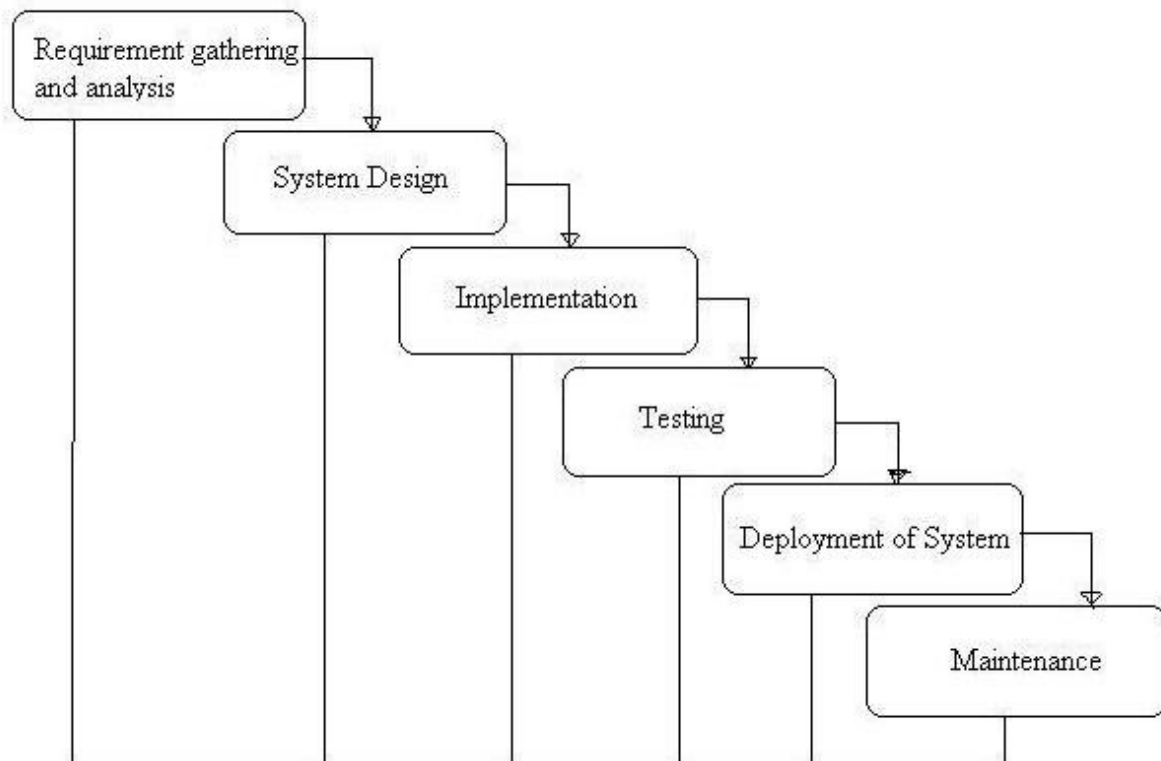 Requirement gathering
and analysis
System Design
Implementation
Testing
Deployment of System
Maintenance